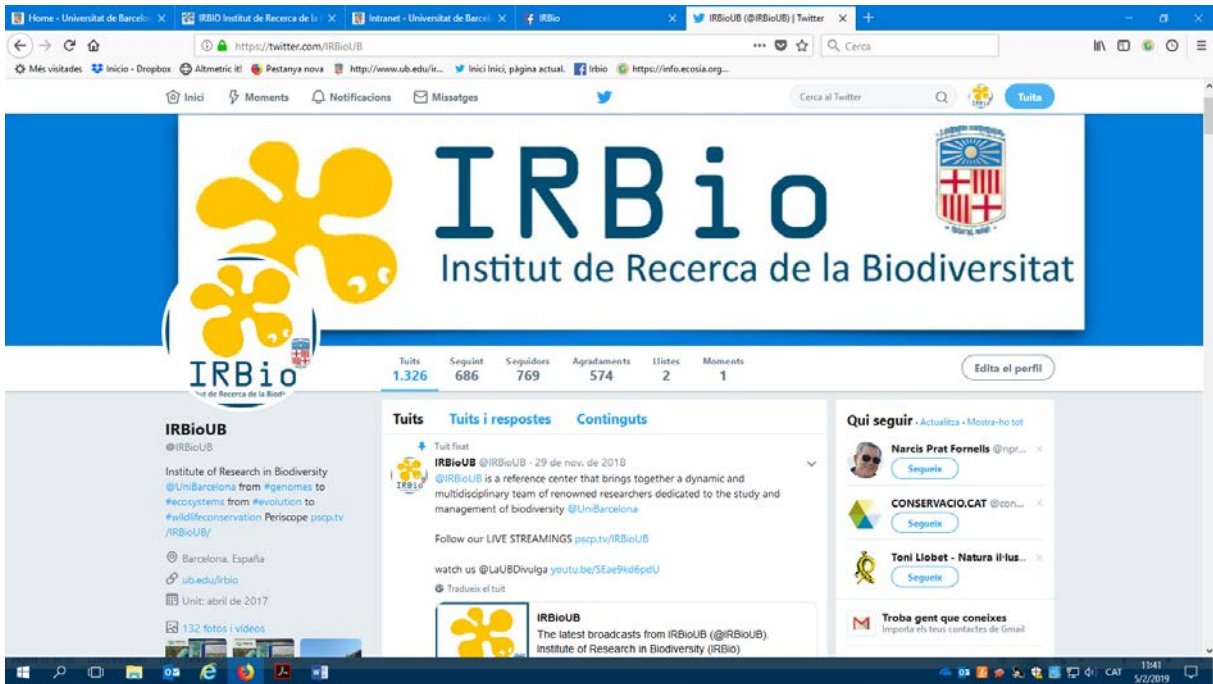 Home - Universitat de Barcelo
IRBIO Institut de Recerca de la
Intranet - Universitat de Barcel
IRBio
IRBioUB (@IRBioUB) | Twitter
https://twitter.com/IRBioUB
Cerca
Més visitades
Inicio - Dropbox
Altmetric it!
Pestanya nova
http://www.ub.edu/ir...
Inici Inici, pàgina actual.
Irbio
https://info.ecosia.org...
Inici
Moments
Notificacions
Missatges
Cerca al Twitter
Tuita
IRBio
Institut de Recerca de la Biodiversitat
IRBio
Tuits Seguint Seguidors Agradaments Llistes Moments
1.326 686 769 574 2 1
Edita el perfil
IRBioUB
@IRBioUB
Institute of Research in Biodiversity
@UniBarcelona from #genomes to
#ecosystems from #evolution to
#wildlifeconservation Periscope pscp.tv
/IRBioUB/
Barcelona, España
ub.edu/irbio
Unit: abril de 2017
132 fotos i vídeos
Tuits Tuits i respostes Continguts
Tuit fixat
IRBioUB @IRBioUB · 29 de nov. de 2018
@IRBioUB is a reference center that brings together a dynamic and
multidisciplinary team of renowned researchers dedicated to the study and
management of biodiversity @UniBarcelona
Follow our LIVE STREAMINGS pscp.tv/IRBioUB
watch us @LaUBDivulga youtu.be/SEae9kd6pdU
Tradueix el tuit
IRBioUB
The latest broadcasts from IRBioUB (@IRBioUB).
Institute of Research in Biodiversity (IRBio)
Qui seguir · Actualitza · Mostra-ho tot
Narcis Prat Fornells @npr...
Segueix
CONSERVACIO.CAT @con...
Segueix
Toni Llobet - Natura il·lus...
Segueix
Troba gent que coneixes
Importa els teus contactes de Gmail
CAT
11:41
5/2/2019